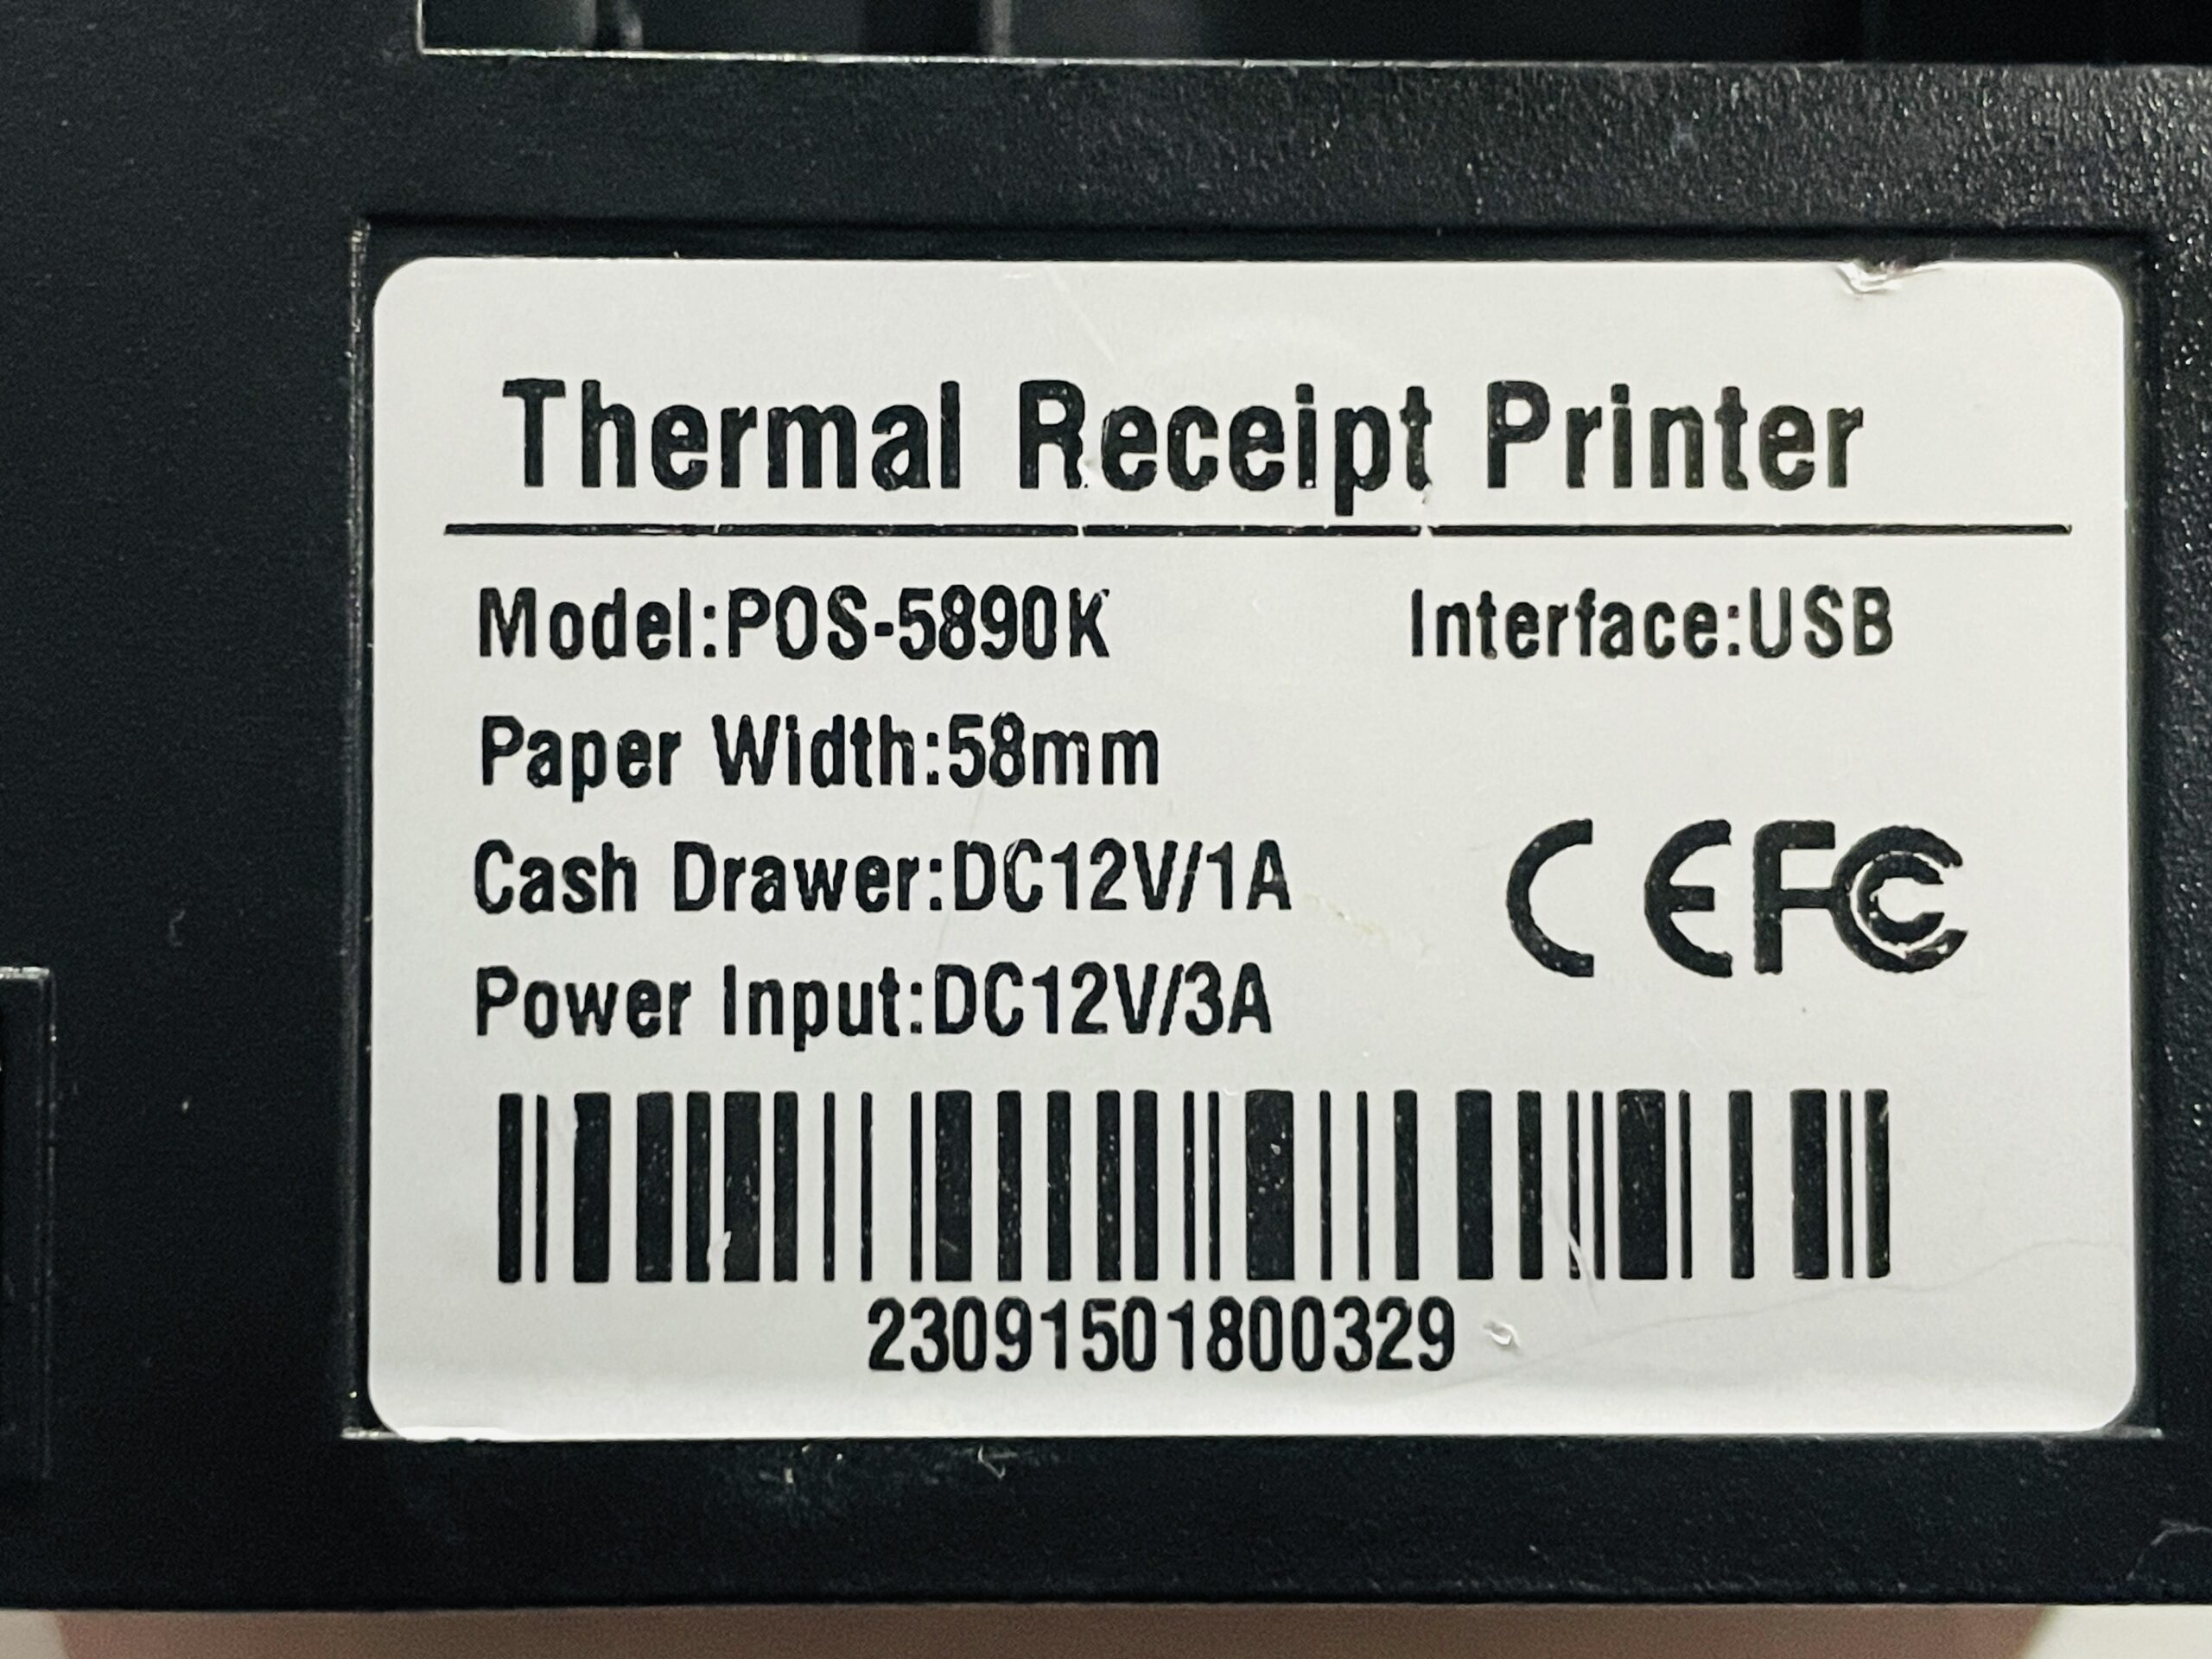 Thermal Receipt Printer
Model:POS-5890K Interface:USB
Paper Width:58mm
Cash Drawer:DC12V/1A
CE FC
Power Input:DC12V/3A
23091501800329